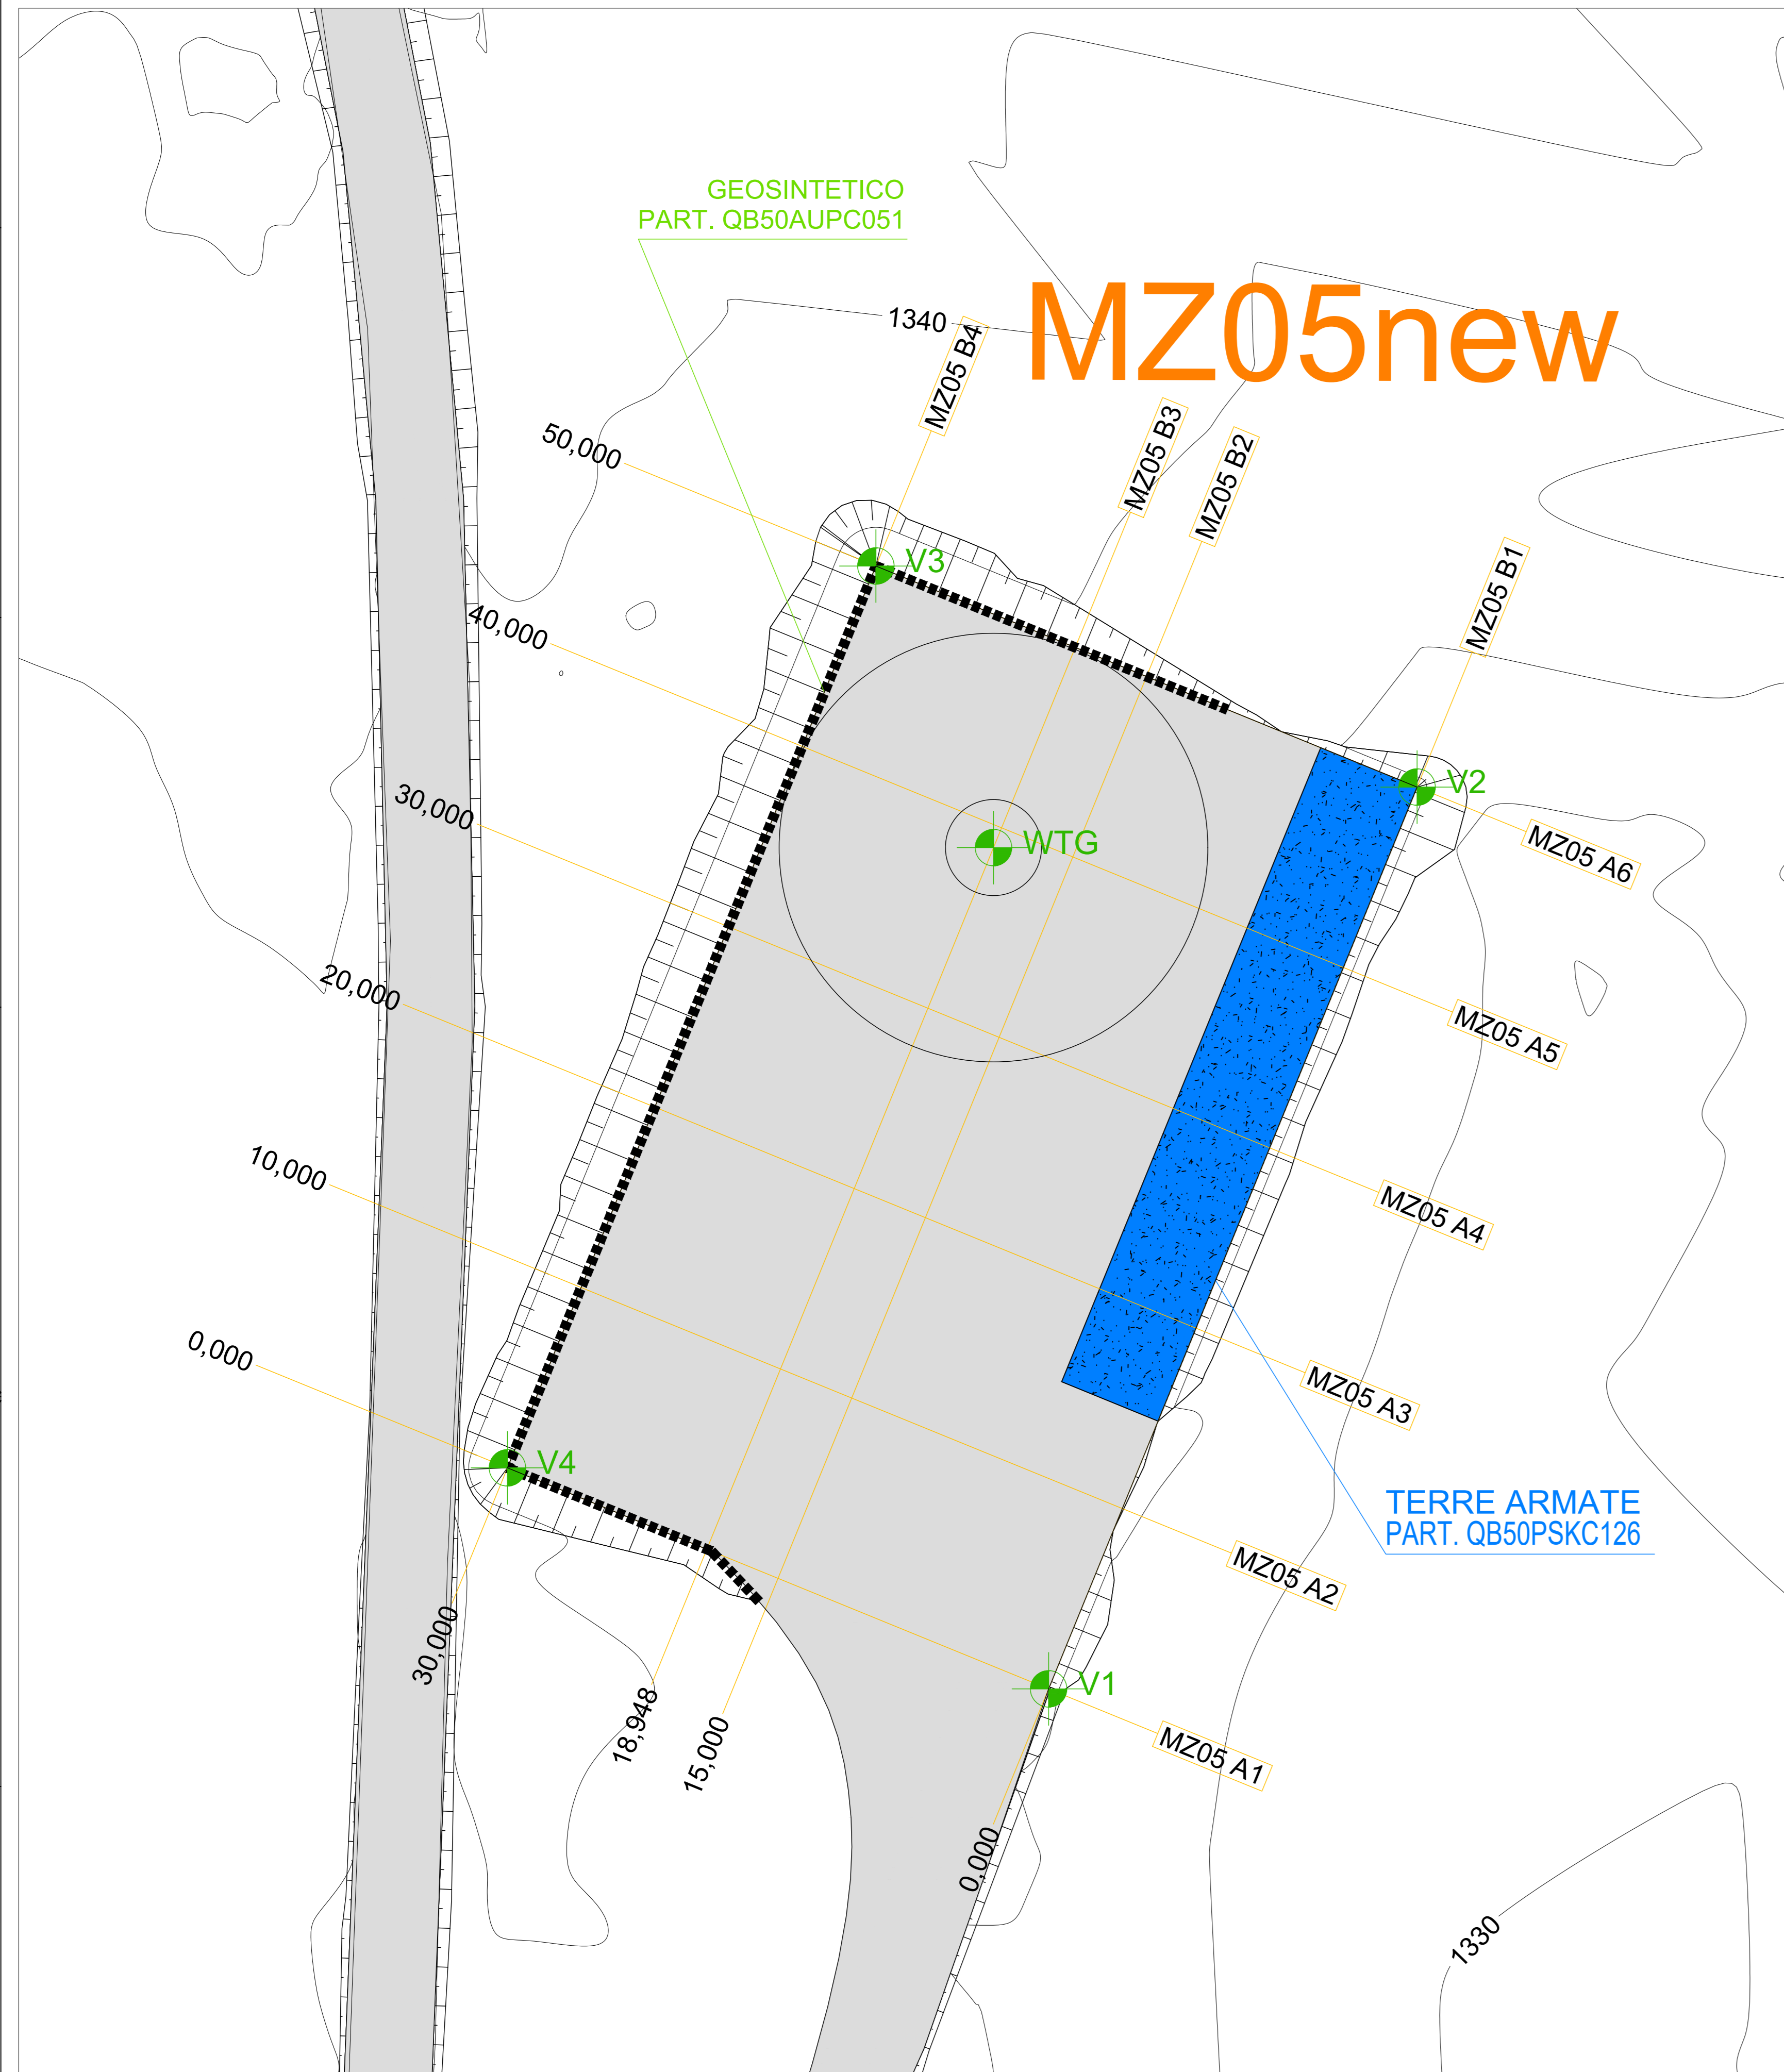 GEOSINTETICO
PART. QB50AUPC051
1340
MZ05new
MZ05 B4
MZ05 B3
MZ05 B2
MZ05 B1
50,000
V3
40,000
V2
30,000
WTG
MZ05 A6
20,000
MZ05 A5
10,000
MZ05 A4
0,000
MZ05 A3
V4
TERRE ARMATE
PART. QB50PSKC126
MZ05 A2
30,000
V1
18,948
15,000
MZ05 A1
0,000
1330